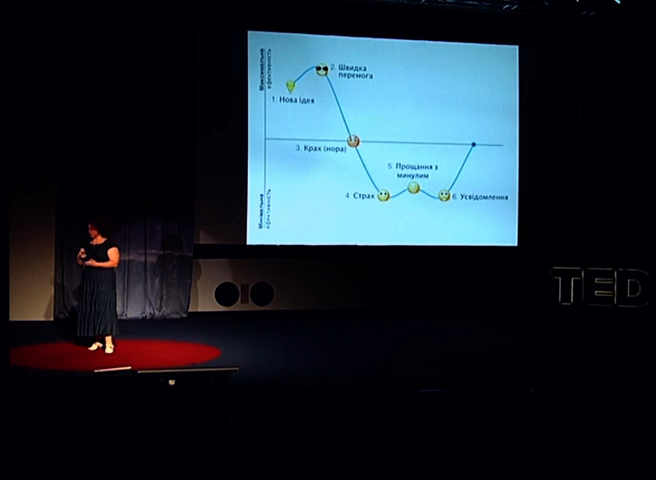 Максимальна
ефективність
1. Нова ідея
2. Швидка
перемога
3. Крах (нора)
4. Страх
5. Прощання з
минулим
6. Усвідомлення
Мінімальна
ефективність
TED